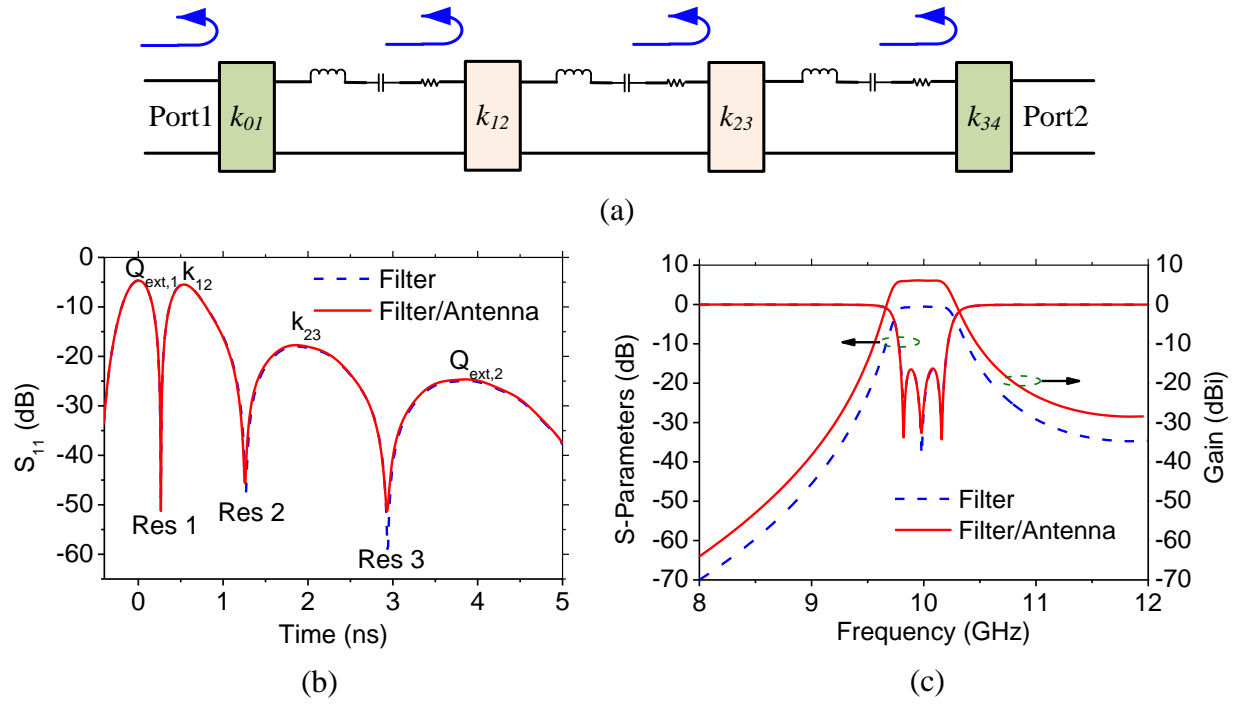 Port1 k01 k12 k23 k34 Port2
(a)
0
-10
-20
-30
-40
-50
-60
S11 (dB)
Qext,1 k12
k23
Qext,2
Filter
Filter/Antenna
Res 1
Res 2
Res 3
0 1 2 3 4 5
Time (ns)
(b)
10
0
-10
-20
-30
-40
-50
-60
-70
S-Parameters (dB)
Filter
Filter/Antenna
10
0
-10
-20
-30
-40
-50
-60
-70
Gain (dBi)
8 9 10 11 12
Frequency (GHz)
(c)